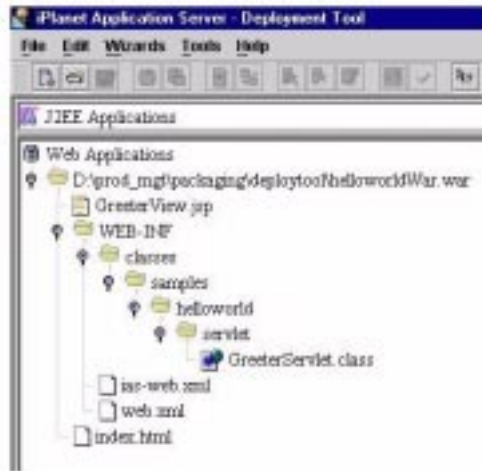 iPlanet Application Server - Deployment Tool
File Edit Wizards Tools Help
J2EE Applications
Web Applications
D:\prod_mgt\packaging\deploytool\helloworldWar.war
GreeterView.jsp
WEB-INF
classes
samples
helloworld
servlet
GreeterServlet.class
ias-web.xml
web.xml
index.html